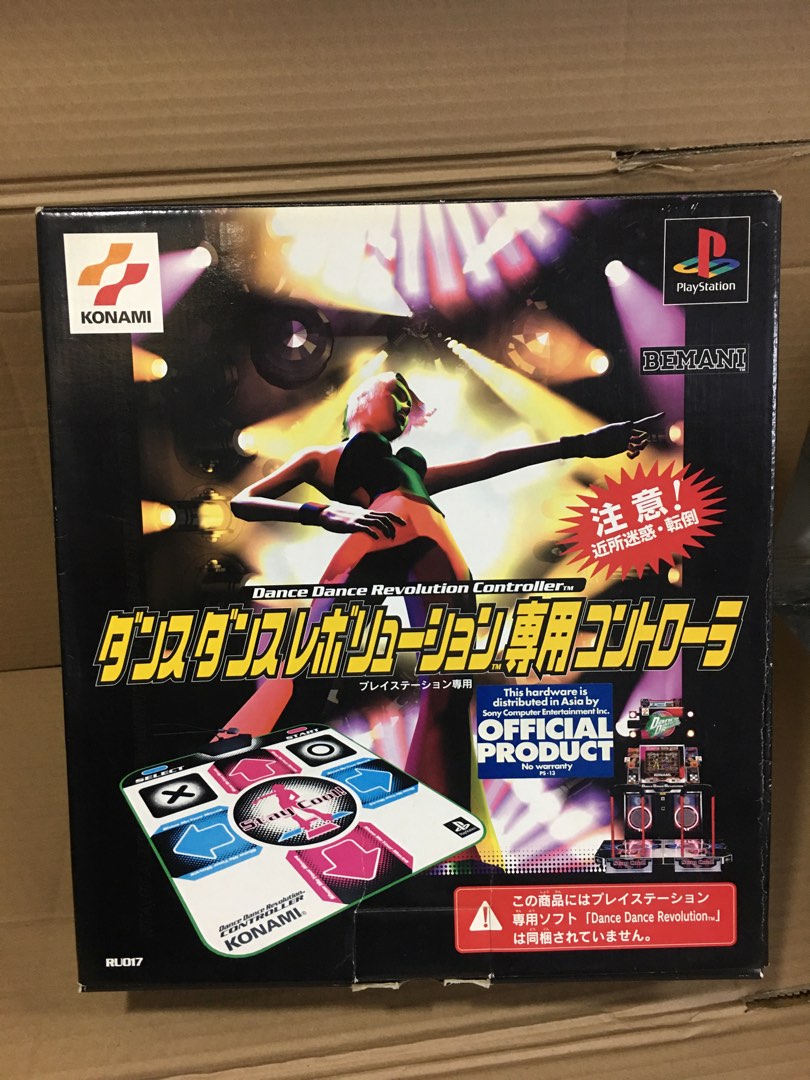 KONAMI
PlayStation
BEMANI™
注意!
近所迷惑・転倒
Dance Dance Revolution Controller™
ダンスダンスレボリューション™専用コントローラ
プレイステーション専用
This hardware is
distributed in Asia by
Sony Computer Entertainment Inc.
OFFICIAL
PRODUCT
No warranty
PS-13
SELECT
START
Stay Cool!
Dance Dance Revolution™
CONTROLLER
KONAMI
この商品にはプレイステーション
専用ソフト「Dance Dance Revolution™」
は同梱されていません。
RU017